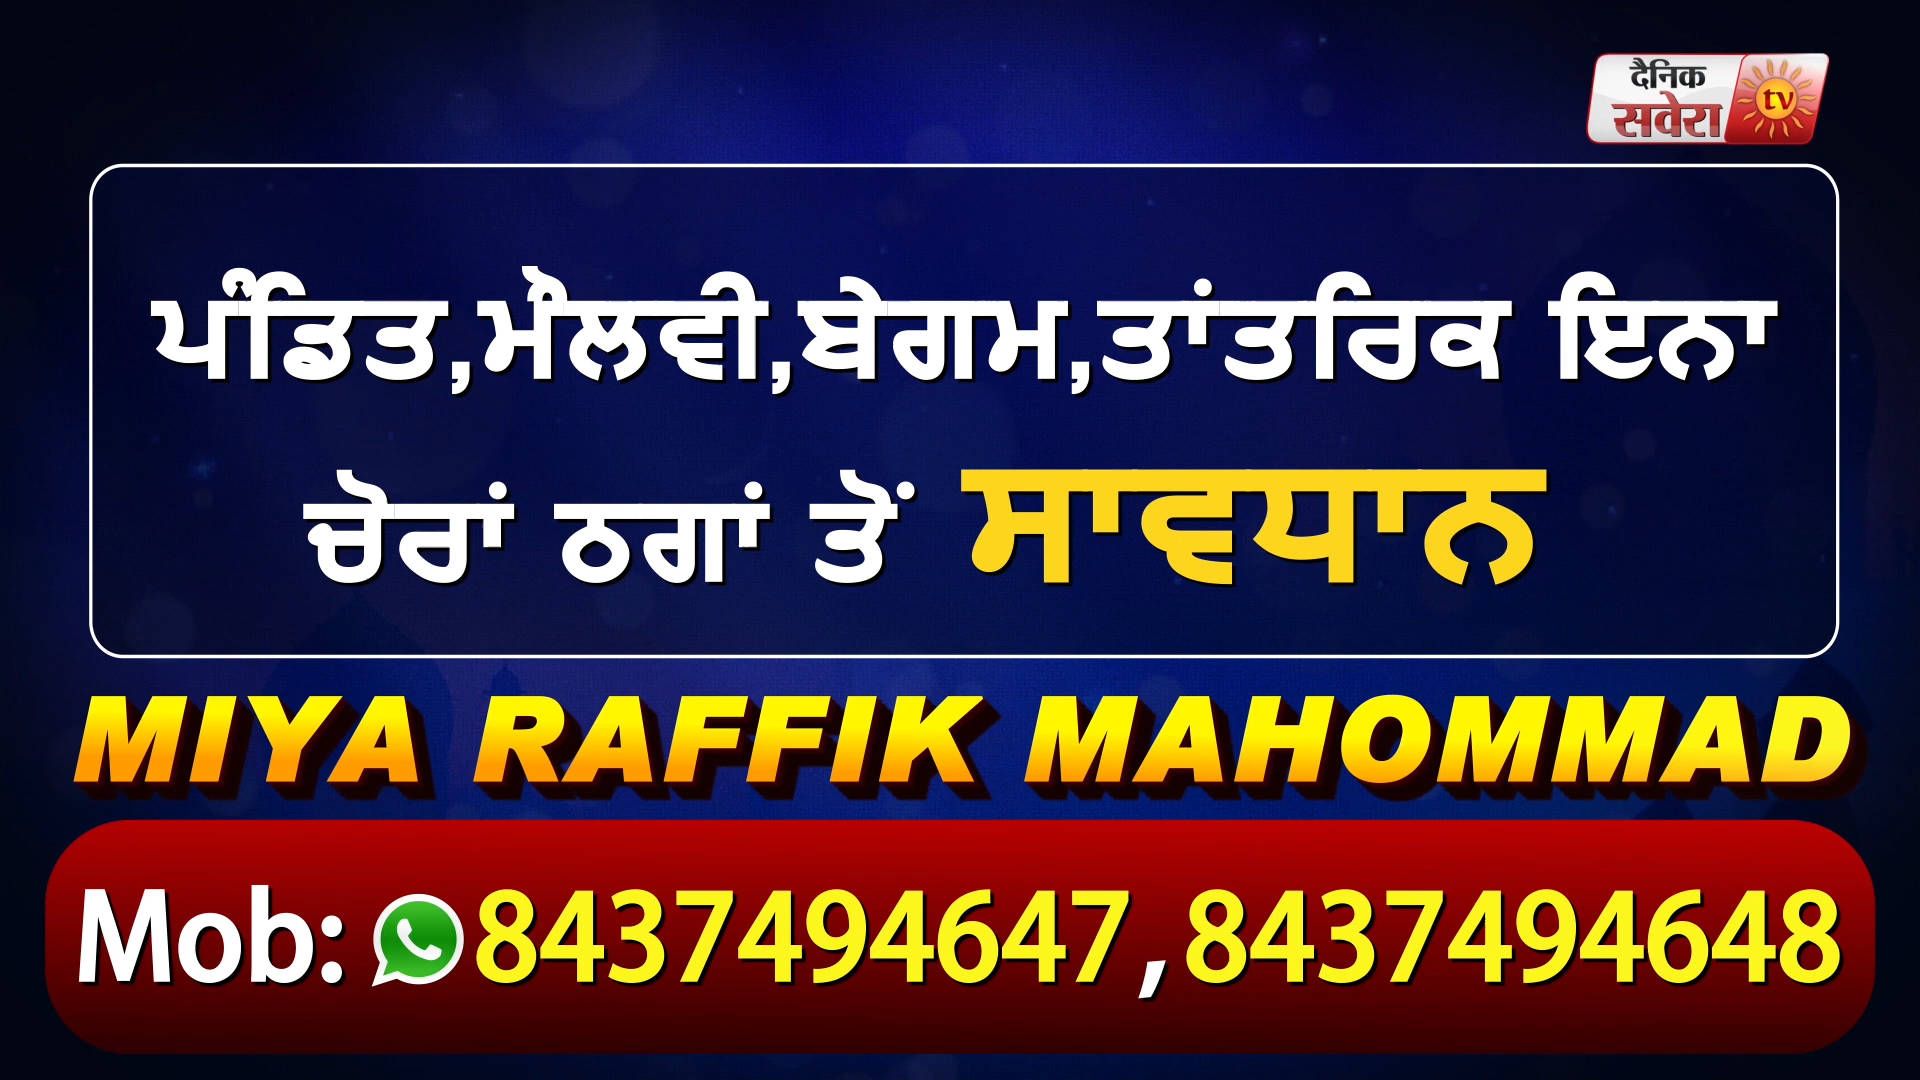 दैनिक
सवेरा tv
ਪੰਡਿਤ,ਮੌਲਵੀ,ਬੇਗਮ,ਤਾਂਤਰਿਕ ਇਨਾ
ਚੋਰਾਂ ਠਗਾਂ ਤੋਂ ਸਾਵਧਾਨ
MIYA RAFFIK MAHOMMAD
Mob: 8437494647, 8437494648